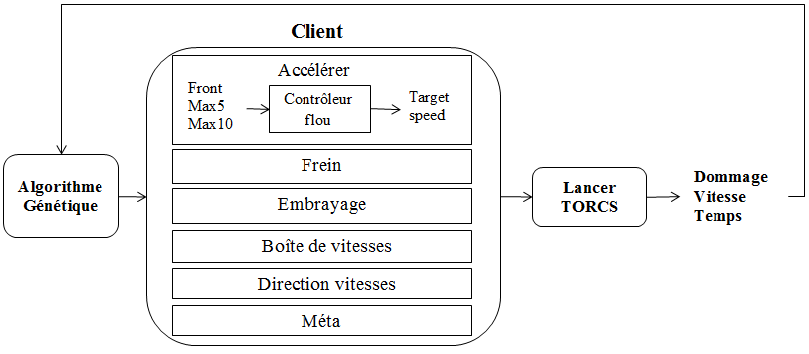 Client
Accélérer
Front
Max5
Max10
Contrôleur
flou
Target
speed
Frein
Embrayage
Boîte de vitesses
Direction vitesses
Méta
Algorithme
Génétique
Lancer
TORCS
Dommage
Vitesse
Temps